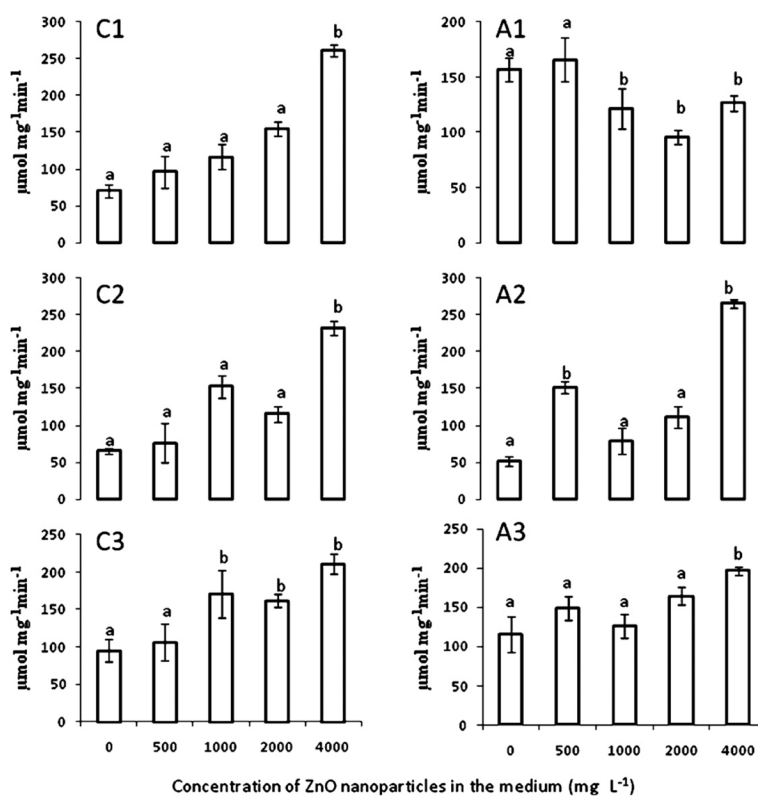 C1
µmol mg⁻¹min⁻¹
300
250
200
150
100
50
0
a
a
a
a
b
A1
µmol mg⁻¹min⁻¹
200
150
100
50
0
a
a
b
b
b
C2
µmol mg⁻¹min⁻¹
300
250
200
150
100
50
0
a
a
a
a
b
A2
µmol mg⁻¹min⁻¹
300
250
200
150
100
50
0
a
b
a
a
b
C3
µmol mg⁻¹min⁻¹
250
200
150
100
50
0
a
a
b
b
b
0 500 1000 2000 4000
A3
µmol mg⁻¹min⁻¹
200
150
100
50
0
a
a
a
a
b
0 500 1000 2000 4000
Concentration of ZnO nanoparticles in the medium (mg L⁻¹)